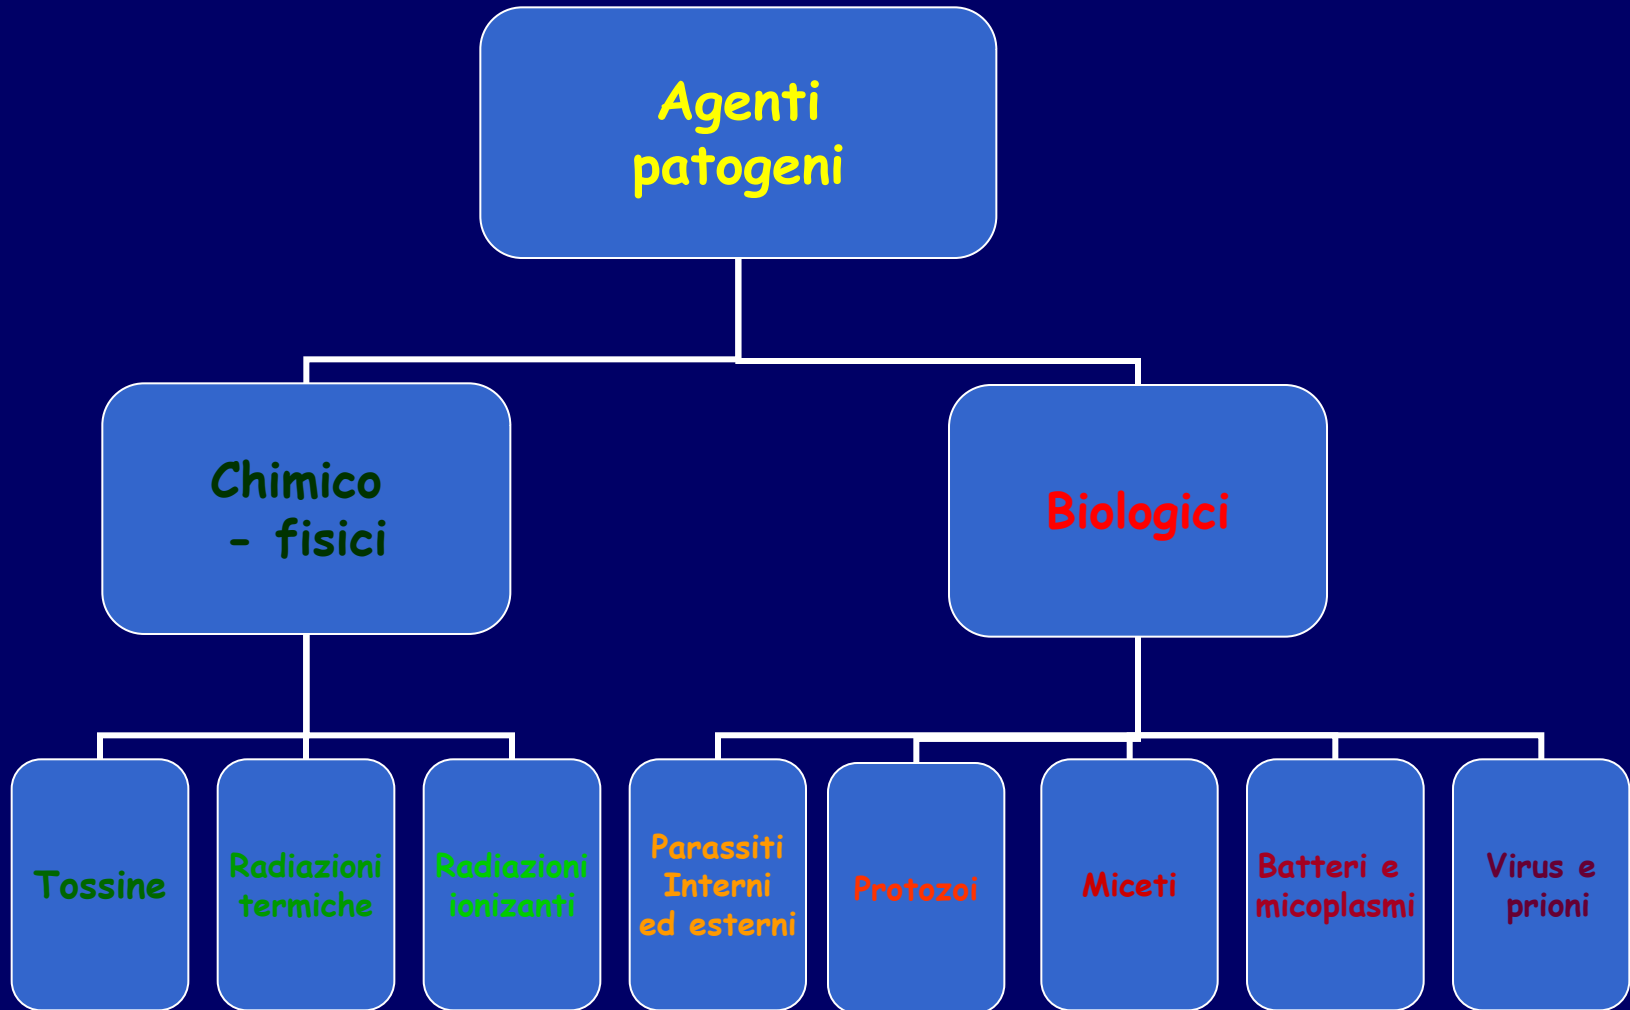 Agenti
patogeni
Chimico
- fisici
Biologici
Tossine
Radiazioni
termiche
Radiazioni
ionizanti
Parassiti
Interni
ed esterni
Protozoi
Miceti
Batteri e
micoplasmi
Virus e
prioni